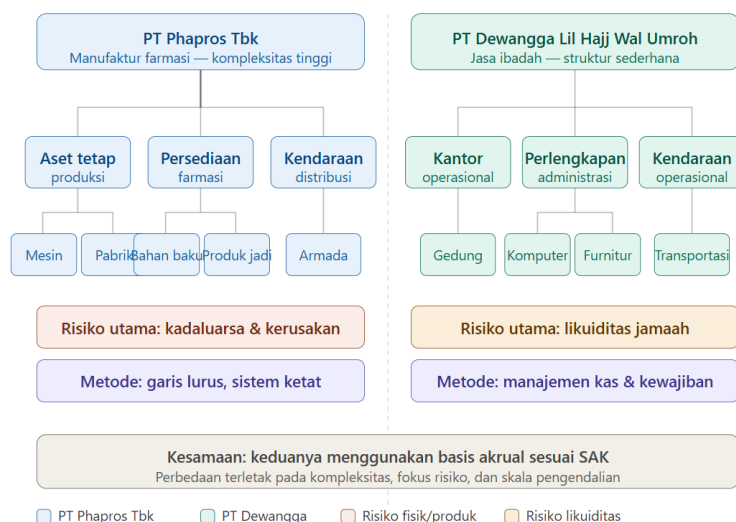 PT Phapros Tbk
Manufaktur farmasi — kompleksitas tinggi
PT Dewangga Lil Hajj Wal Umroh
Jasa ibadah — struktur sederhana
Aset tetap
produksi
Persediaan
farmasi
Kendaraan
distribusi
Kantor
operasional
Perlengkapan
administrasi
Kendaraan
operasional
Mesin
Pabrik
Bahan baku
Produk jadi
Armada
Gedung
Komputer
Furnitur
Transportasi
Risiko utama: kadaluarsa & kerusakan
Risiko utama: likuiditas jamaah
Metode: garis lurus, sistem ketat
Metode: manajemen kas & kewajiban
Kesamaan: keduanya menggunakan basis akrual sesuai SAK
Perbedaan terletak pada kompleksitas, fokus risiko, dan skala pengendalian
PT Phapros Tbk
PT Dewangga
Risiko fisik/produk
Risiko likuiditas